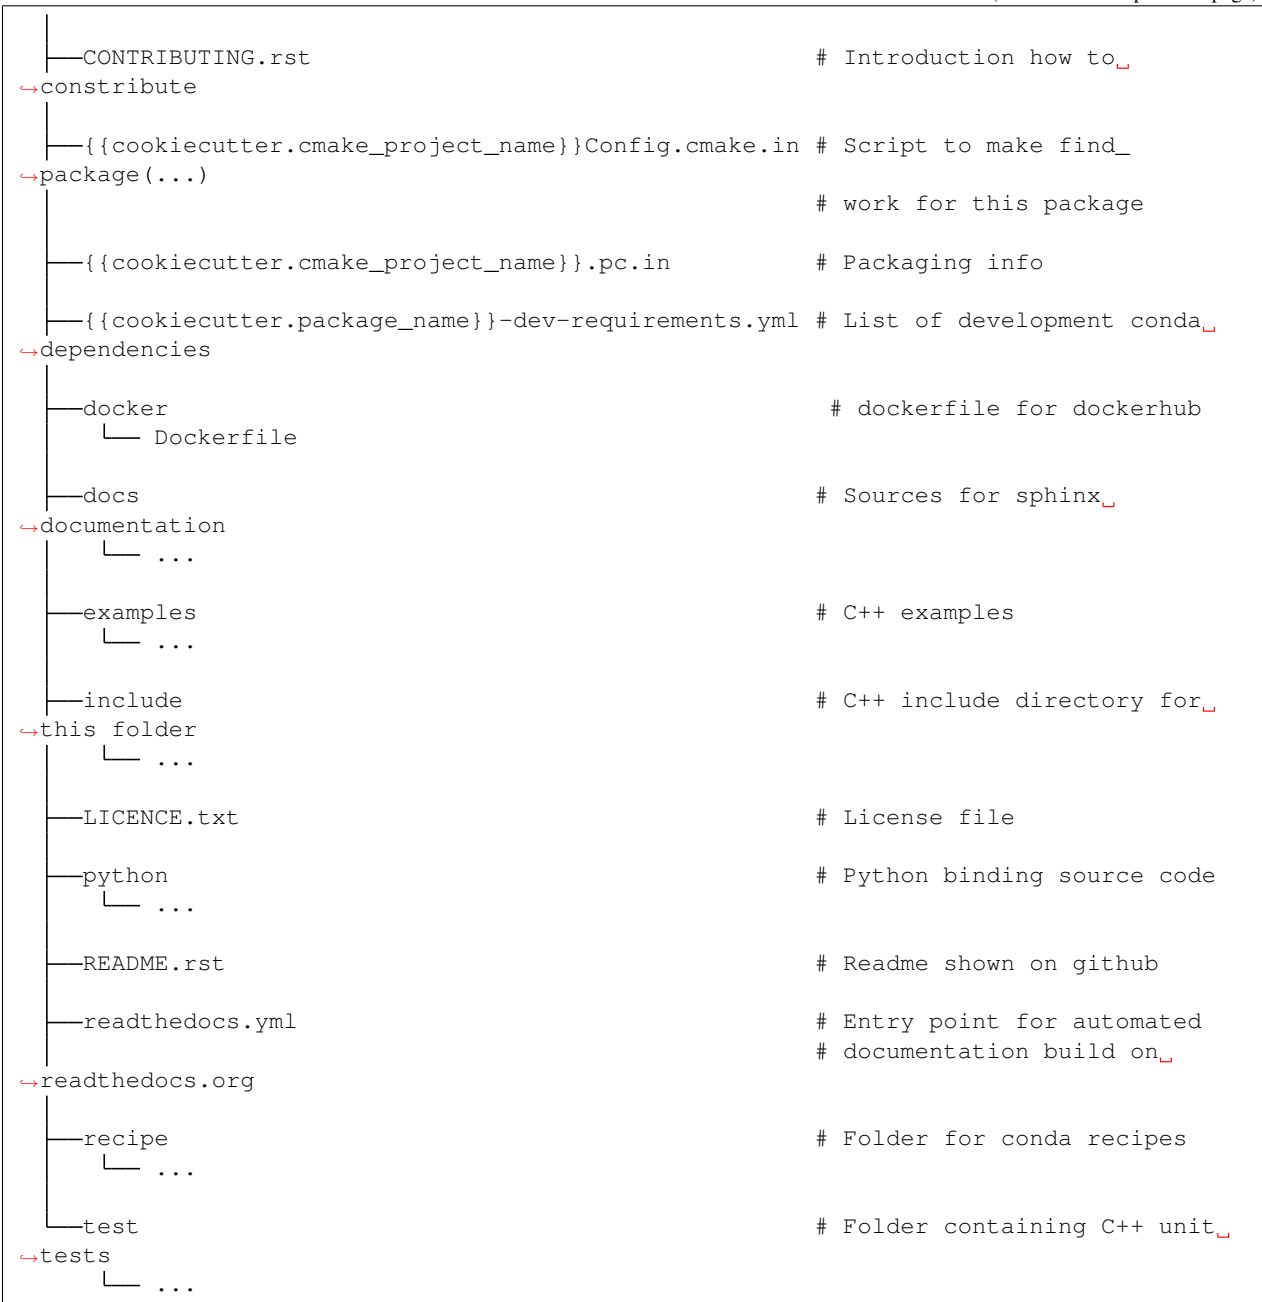 ├──CONTRIBUTING.rst # Introduction how to␣
↪constribute
├──{{cookiecutter.cmake_project_name}}Config.cmake.in # Script to make find_
↪package(...)
# work for this package
├──{{cookiecutter.cmake_project_name}}.pc.in # Packaging info
├──{{cookiecutter.package_name}}-dev-requirements.yml # List of development conda␣
↪dependencies
├──docker # dockerfile for dockerhub
│ └── Dockerfile
├──docs # Sources for sphinx␣
↪documentation
│ └── ...
├──examples # C++ examples
│ └── ...
├──include # C++ include directory for␣
↪this folder
│ └── ...
├──LICENCE.txt # License file
├──python # Python binding source code
│ └── ...
├──README.rst # Readme shown on github
├──readthedocs.yml # Entry point for automated
│ # documentation build on␣
↪readthedocs.org
├──recipe # Folder for conda recipes
│ └── ...
└──test # Folder containing C++ unit␣
↪tests
└── ...